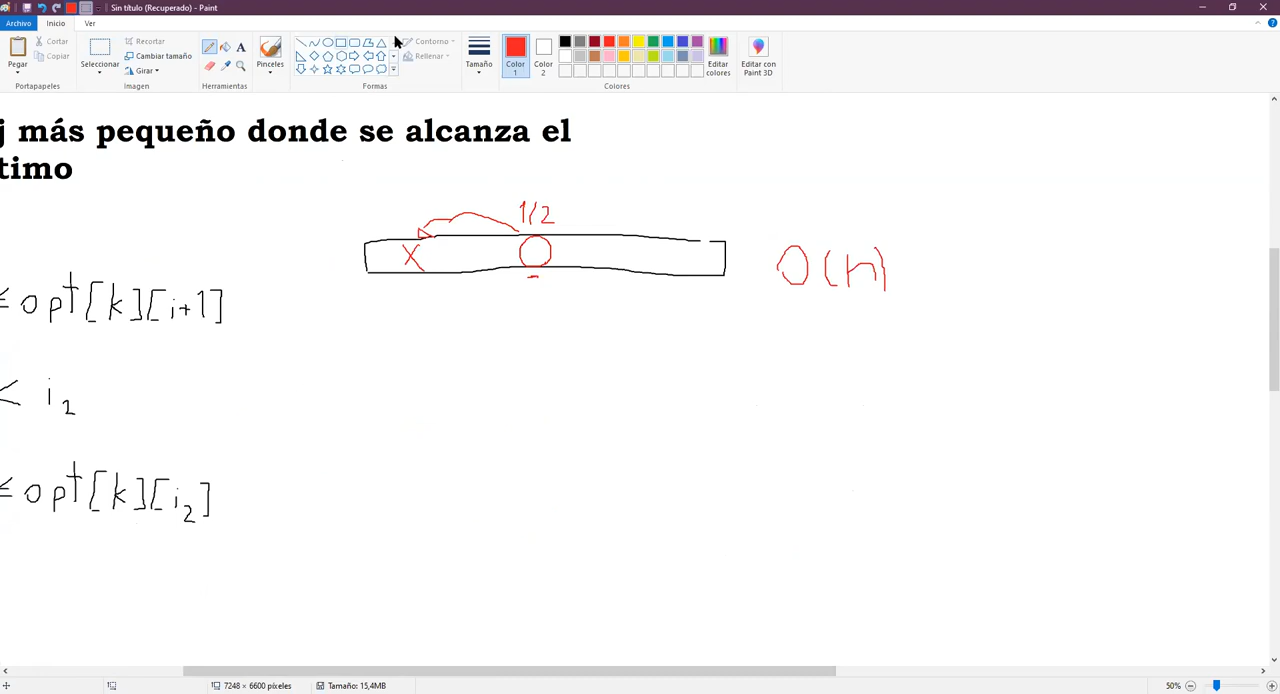 Sin título (Recuperado) - Paint
Archivo Inicio Ver
Pegar
Cortar
Copiar
Portapapeles
Seleccionar
Recortar
Cambiar tamaño
Girar
Imagen
A
Herramientas
Pinceles
Contorno
Rellenar
Formas
Tamaño
Color 1
Color 2
Editar colores
Colores
Editar con Paint 3D
j más pequeño donde se alcanza el
timo
1/2
X
O(n)
≤ opt[k][i+1]
< i2
≤ opt[k][i2]
7248 × 6600 píxeles
Tamaño: 15,4MB
50%